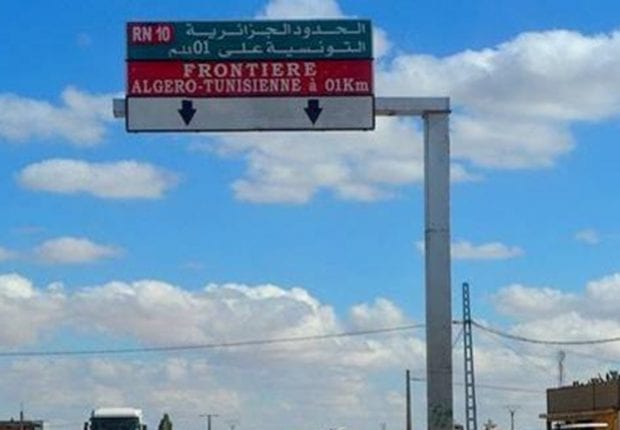 RN 10 الحدود الجزائرية
التونسية على 01كلم
FRONTIERE
ALGERO-TUNISIENNE à 01Km